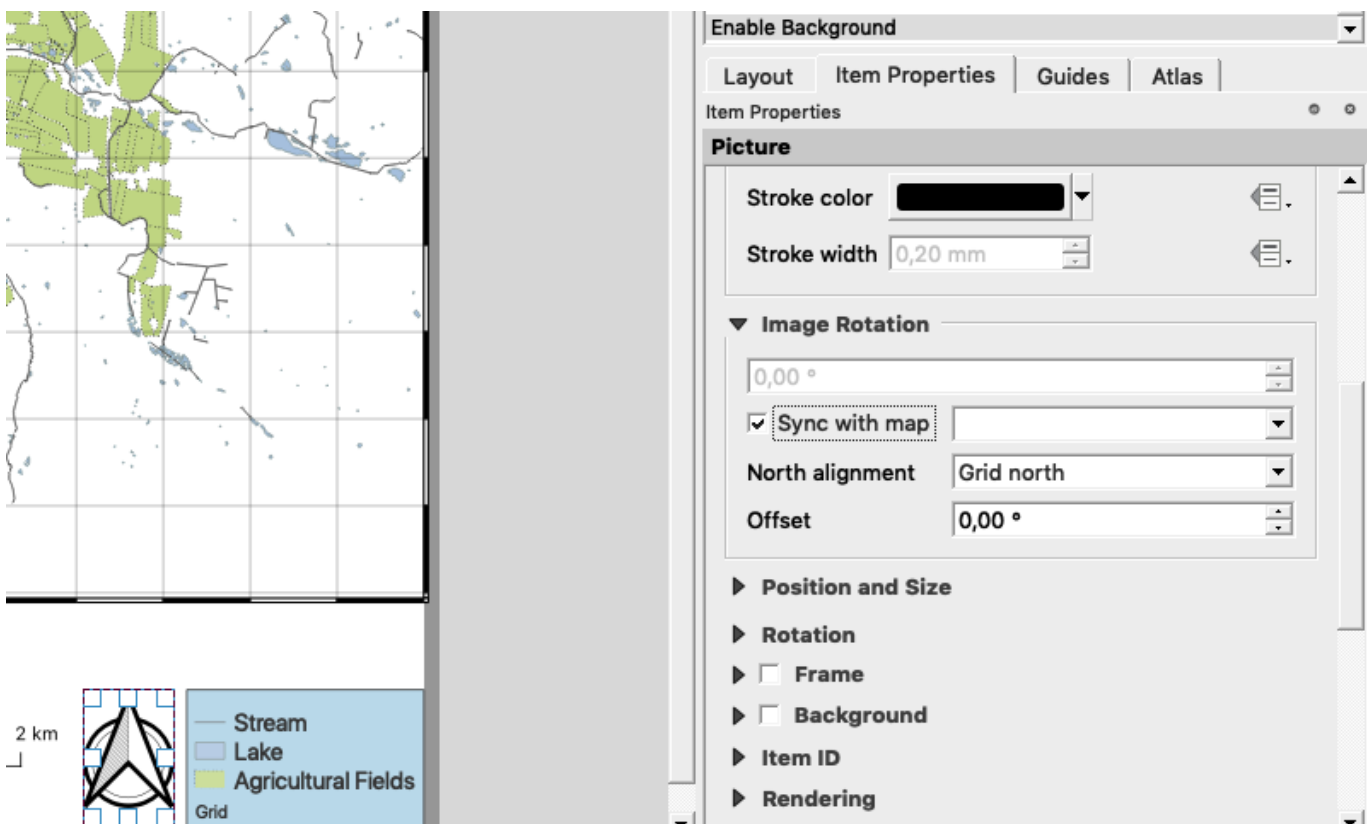 Enable Background
Layout Item Properties Guides Atlas
Item Properties
Picture
Stroke color
Stroke width 0,20 mm
Image Rotation
0,00 °
Sync with map
North alignment Grid north
Offset 0,00 °
Position and Size
Rotation
Frame
Background
Item ID
Rendering
2 km
Stream
Lake
Agricultural Fields
Grid